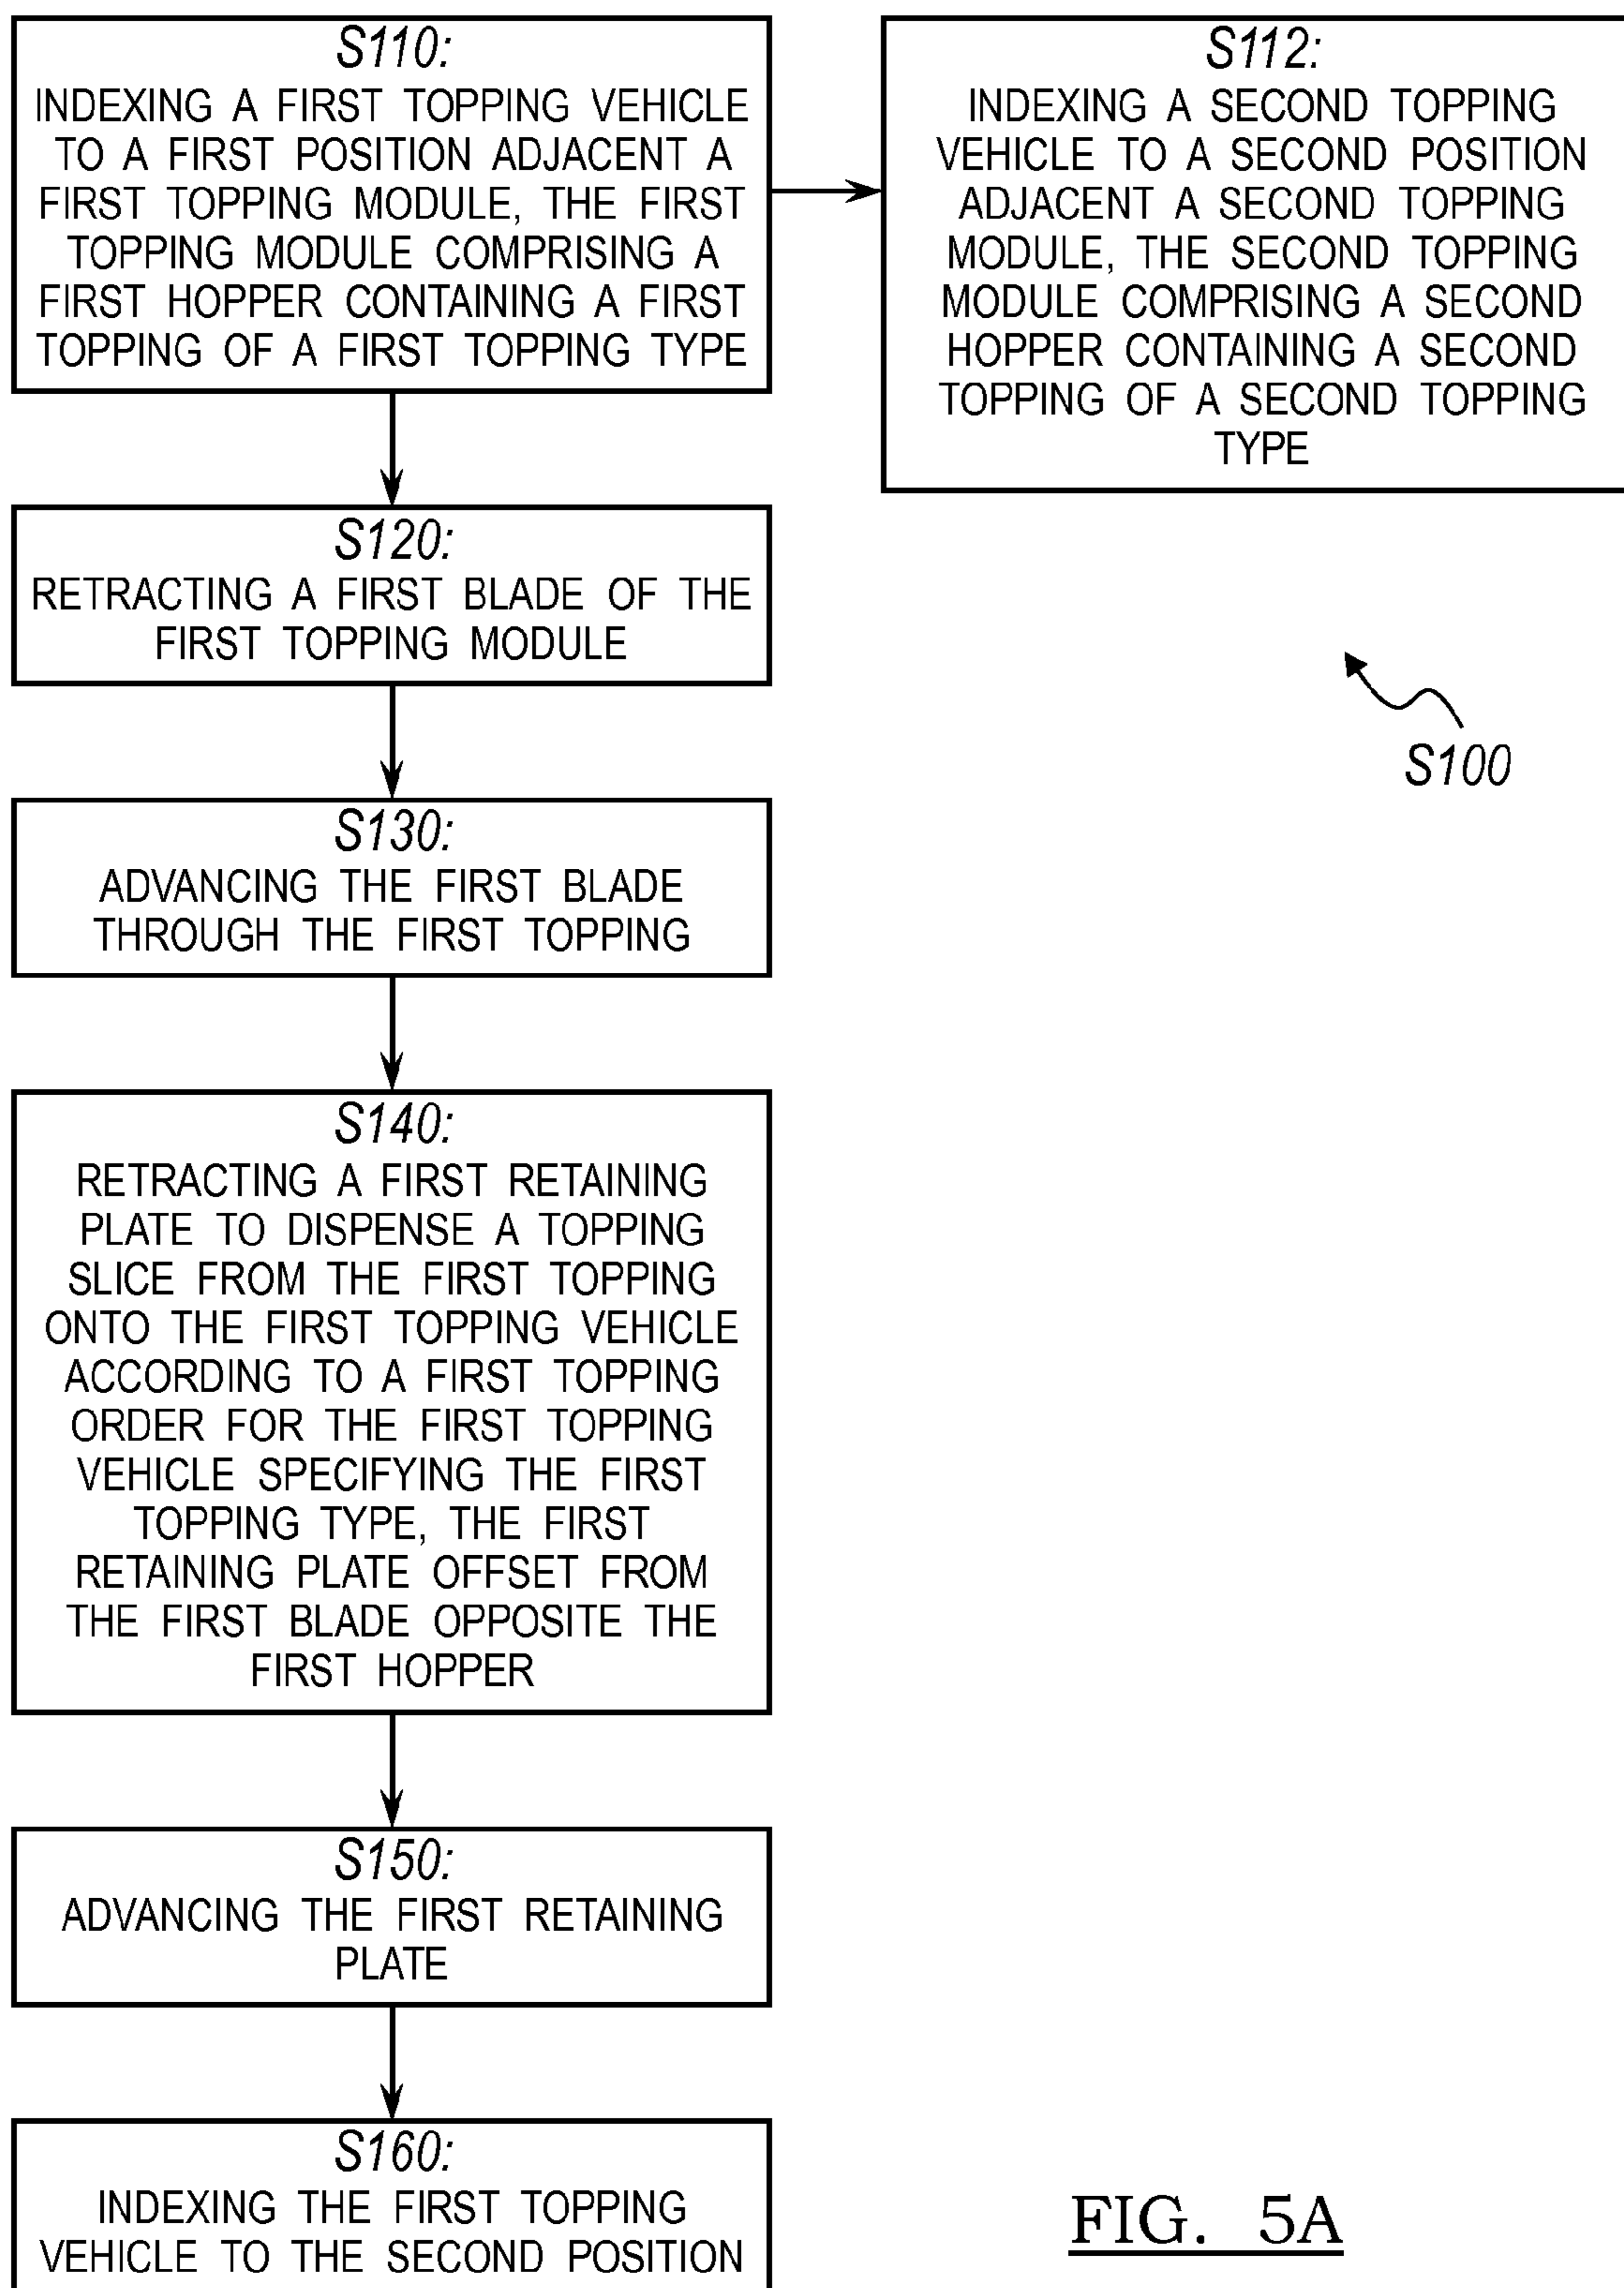 S110:
INDEXING A FIRST TOPPING VEHICLE
TO A FIRST POSITION ADJACENT A
FIRST TOPPING MODULE, THE FIRST
TOPPING MODULE COMPRISING A
FIRST HOPPER CONTAINING A FIRST
TOPPING OF A FIRST TOPPING TYPE
S112:
INDEXING A SECOND TOPPING
VEHICLE TO A SECOND POSITION
ADJACENT A SECOND TOPPING
MODULE, THE SECOND TOPPING
MODULE COMPRISING A SECOND
HOPPER CONTAINING A SECOND
TOPPING OF A SECOND TOPPING
TYPE
S120:
RETRACTING A FIRST BLADE OF THE
FIRST TOPPING MODULE
S100
S130:
ADVANCING THE FIRST BLADE
THROUGH THE FIRST TOPPING
S140:
RETRACTING A FIRST RETAINING
PLATE TO DISPENSE A TOPPING
SLICE FROM THE FIRST TOPPING
ONTO THE FIRST TOPPING VEHICLE
ACCORDING TO A FIRST TOPPING
ORDER FOR THE FIRST TOPPING
VEHICLE SPECIFYING THE FIRST
TOPPING TYPE, THE FIRST
RETAINING PLATE OFFSET FROM
THE FIRST BLADE OPPOSITE THE
FIRST HOPPER
S150:
ADVANCING THE FIRST RETAINING
PLATE
S160:
INDEXING THE FIRST TOPPING
VEHICLE TO THE SECOND POSITION
FIG. 5A